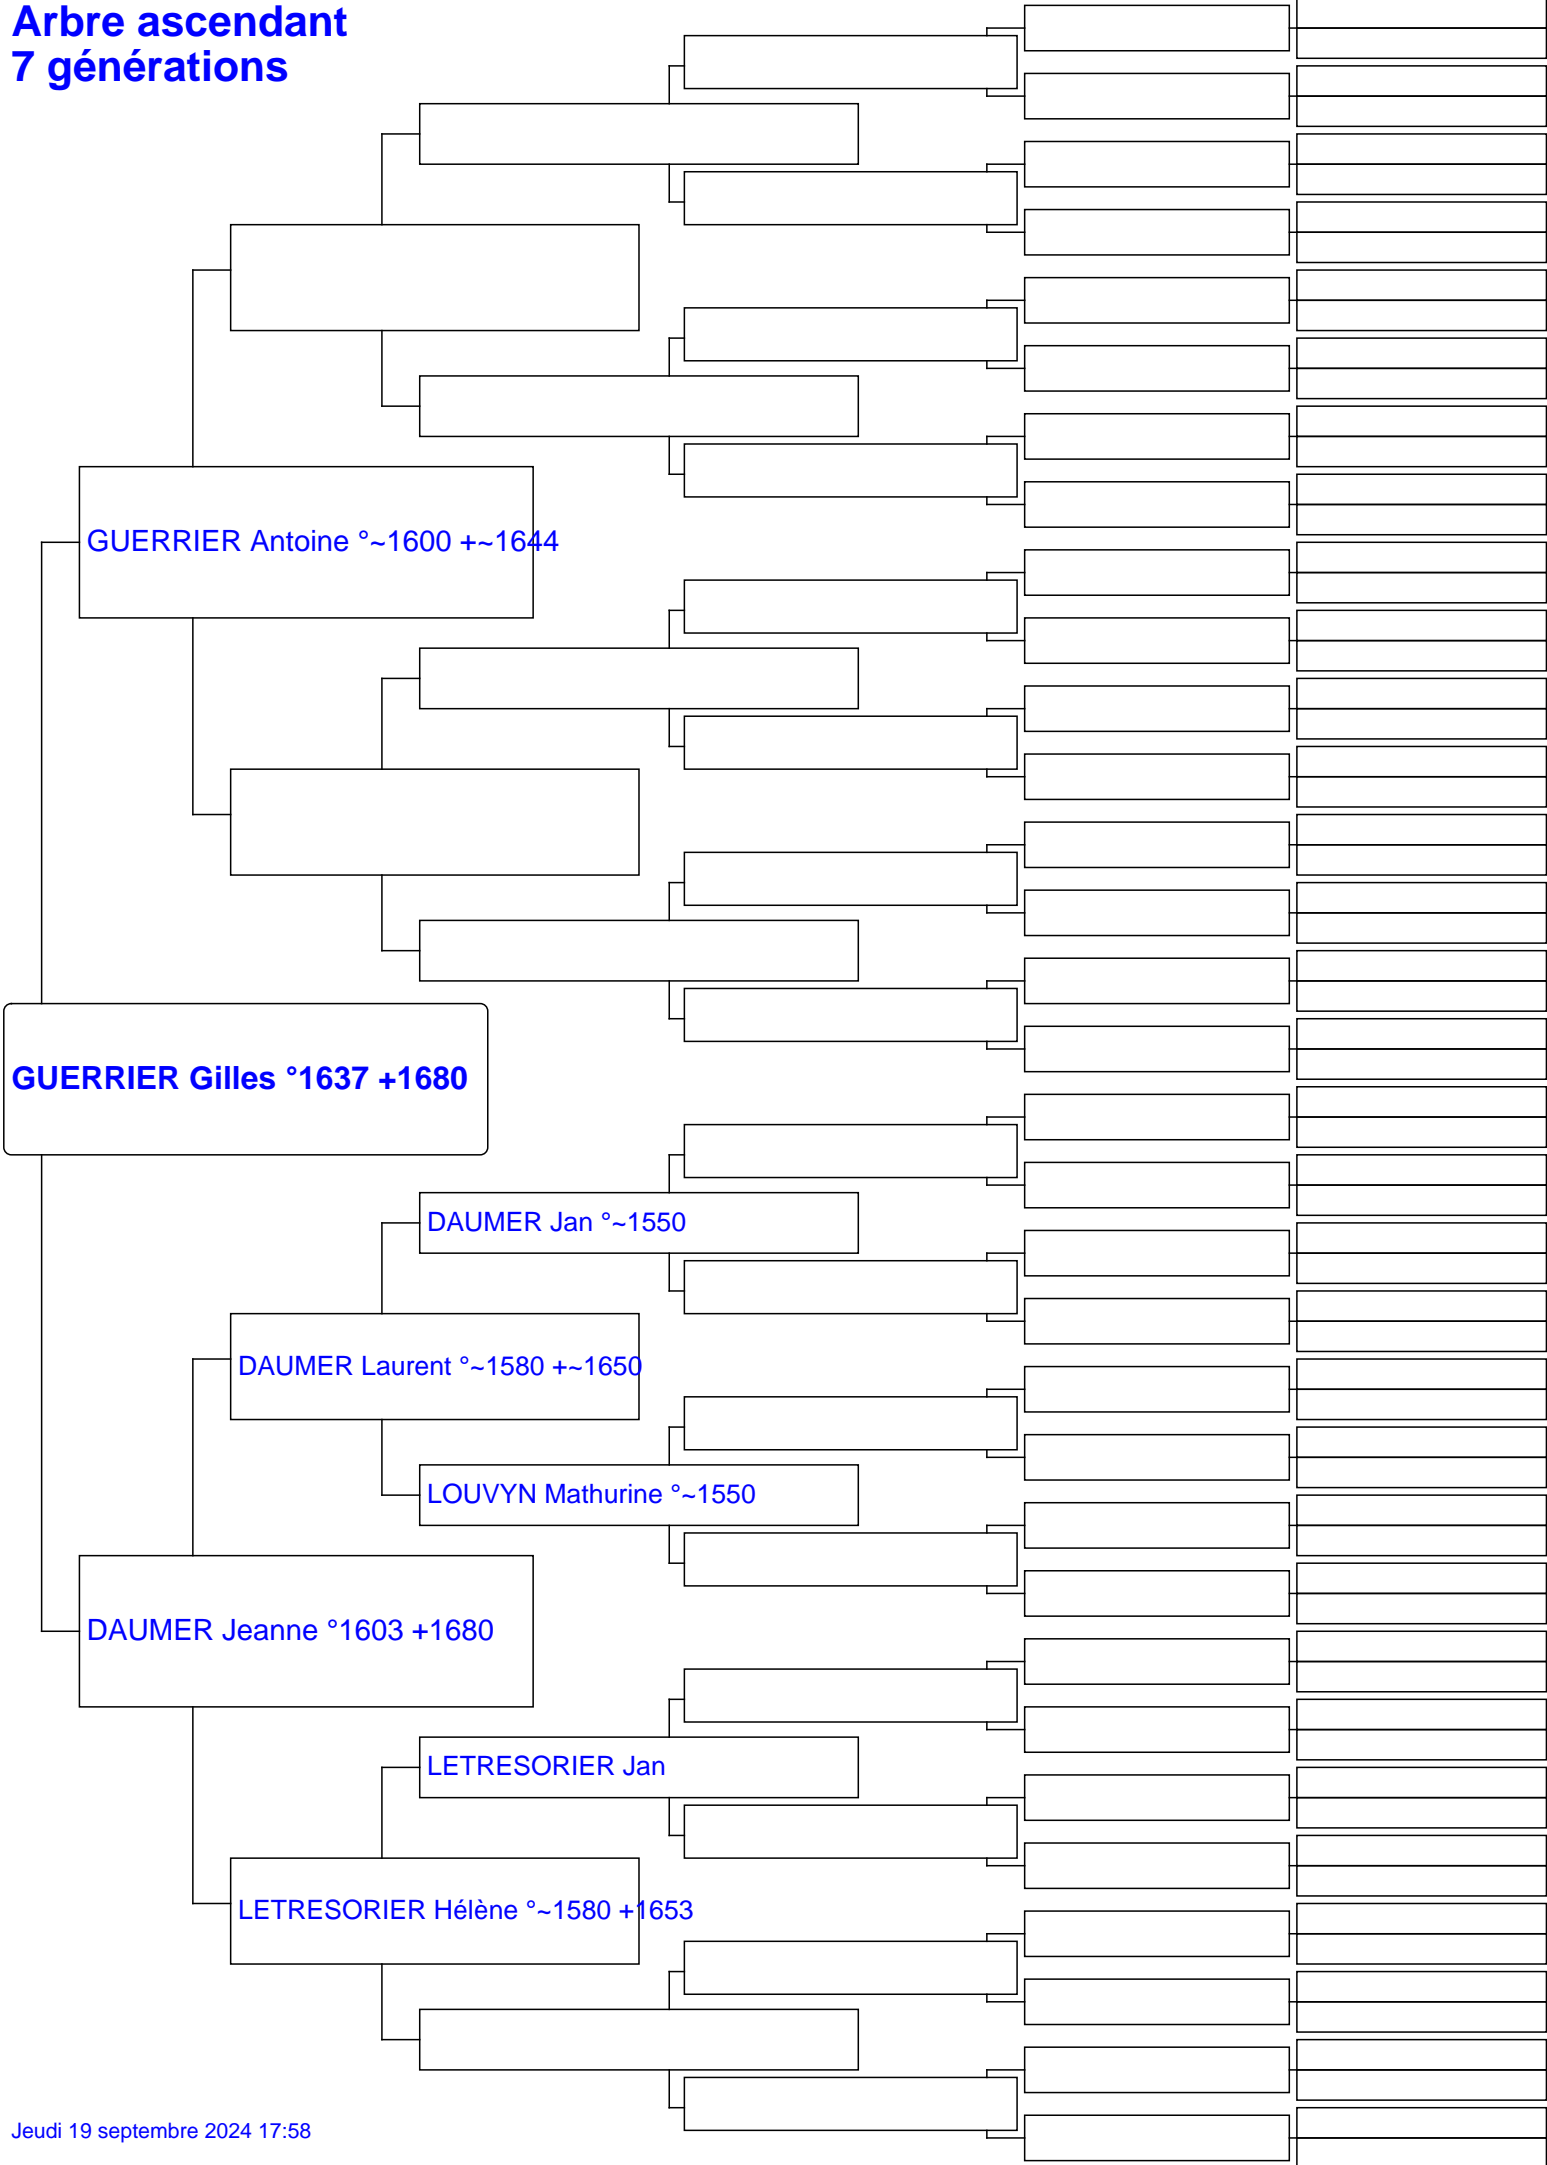 Arbre ascendant
7 générations
GUERRIER Antoine °~1600 +~1644
GUERRIER Gilles °1637 +1680
DAUMER Jan °~1550
DAUMER Laurent °~1580 +~1650
LOUVYN Mathurine °~1550
DAUMER Jeanne °1603 +1680
LETRESORIER Jan
LETRESORIER Hélène °~1580 +1653
Jeudi 19 septembre 2024 17:58